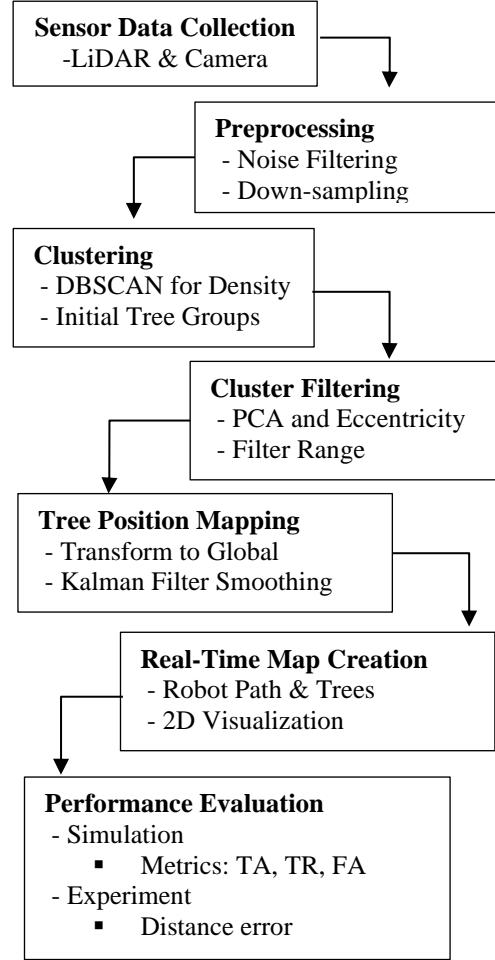 Sensor Data Collection
-LiDAR & Camera
Preprocessing
- Noise Filtering
- Down-sampling
Clustering
- DBSCAN for Density
- Initial Tree Groups
Cluster Filtering
- PCA and Eccentricity
- Filter Range
Tree Position Mapping
- Transform to Global
- Kalman Filter Smoothing
Real-Time Map Creation
- Robot Path & Trees
- 2D Visualization
Performance Evaluation
- Simulation
▪ Metrics: TA, TR, FA
- Experiment
▪ Distance error